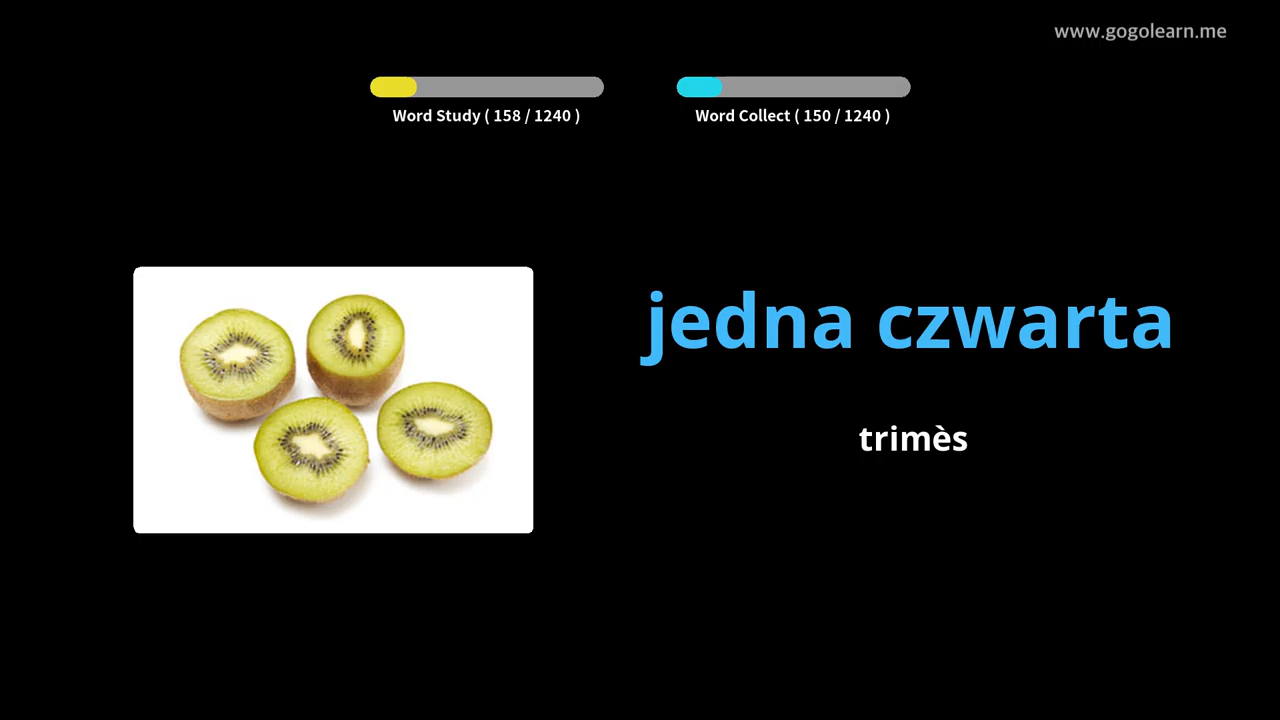 www.gogolearn.me
Word Study ( 158 / 1240 )
Word Collect ( 150 / 1240 )
jedna czwarta
trimès